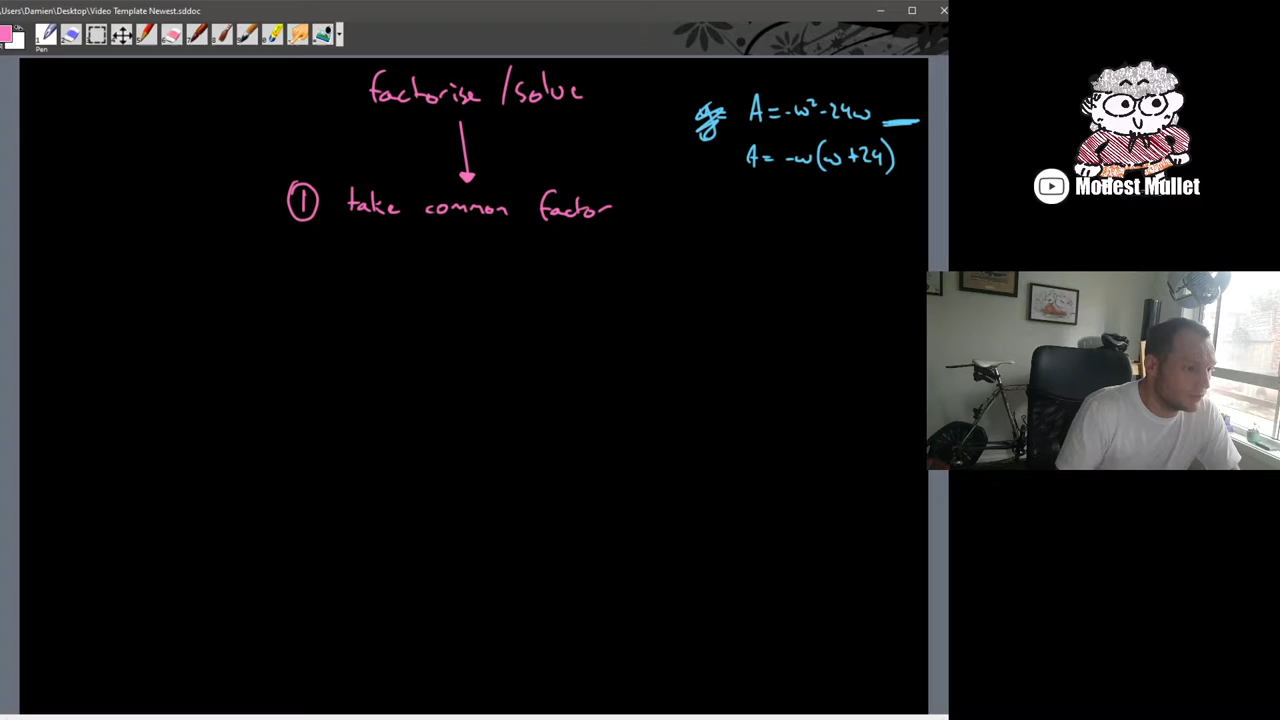 Users\Damien\Desktop\Video Template Newest.sddoc
Pen
factorise /solve
A = -w² - 24w
A = -w(w+24)
① take common factor
Modest Mullet